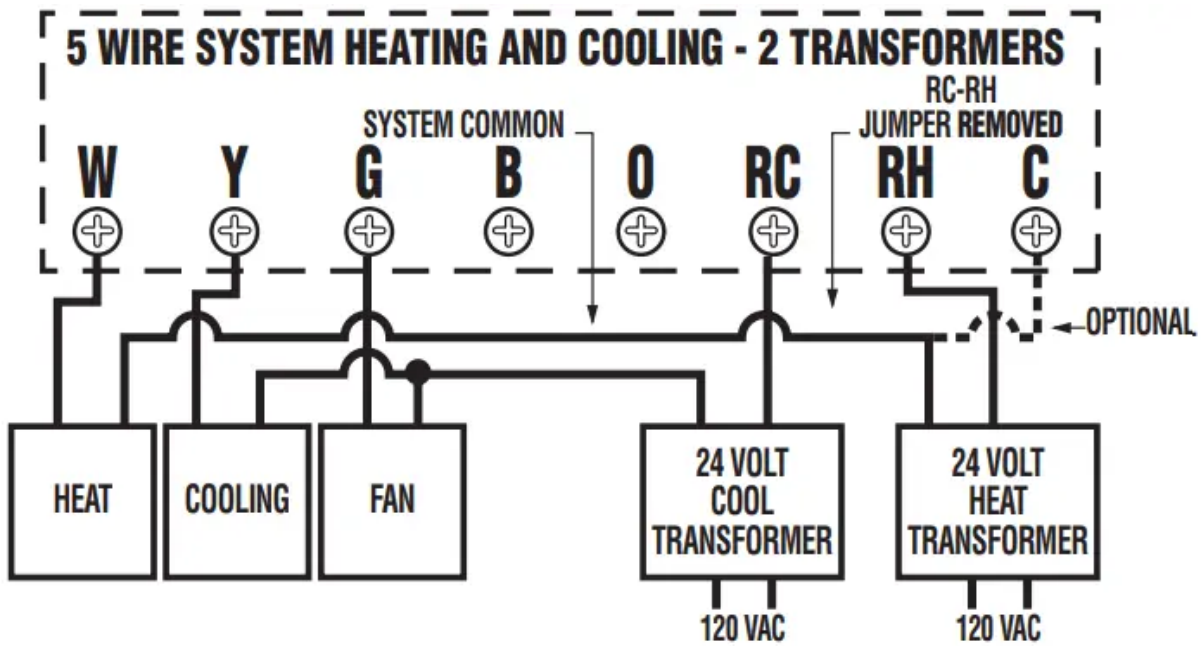 5 WIRE SYSTEM HEATING AND COOLING - 2 TRANSFORMERS
RC-RH
SYSTEM COMMON JUMPER REMOVED
W Y G B O RC RH C
OPTIONAL
HEAT COOLING FAN
24 VOLT
COOL
TRANSFORMER
24 VOLT
HEAT
TRANSFORMER
120 VAC 120 VAC